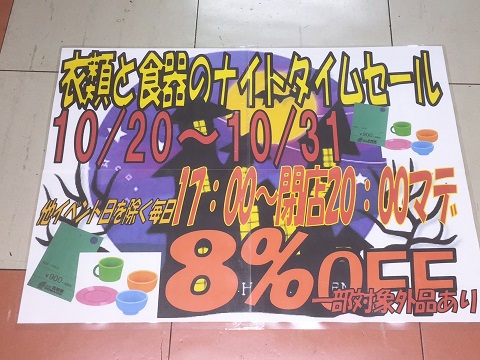 衣類と食器のナイトタイムセール
10/20～10/31
他イベント日を除く毎日17:00～閉店20:00マデ
8%OFF
一部対象外品あり